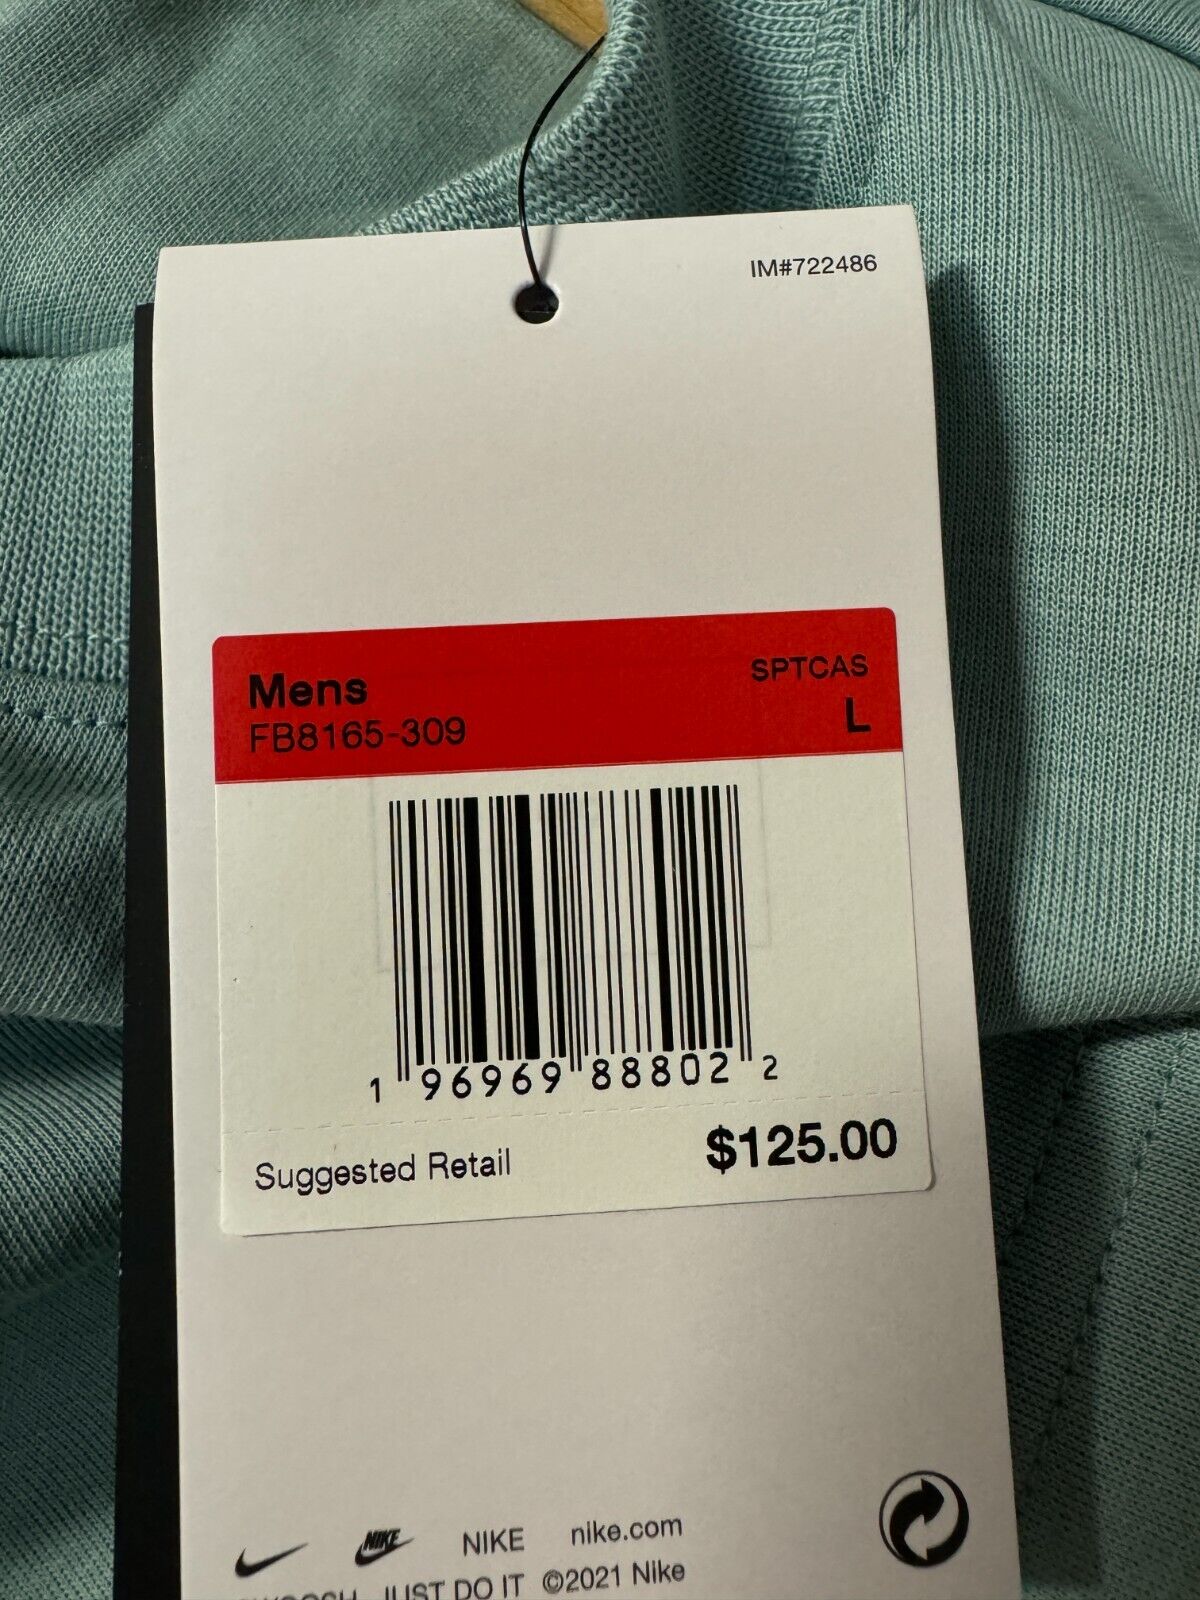 IM#722486
Mens SPTCAS
FB8165-309 L
1 96969 88802 2
Suggested Retail $125.00
NIKE NIKE nike.com
JUST DO IT ©2021 Nike